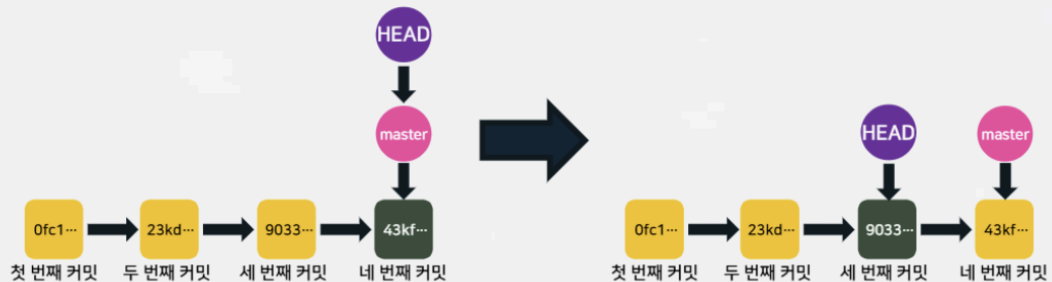 HEAD
master
0fc1… 23kd… 9033… 43kf…
첫 번째 커밋 두 번째 커밋 세 번째 커밋 네 번째 커밋
HEAD master
0fc1… 23kd… 9033… 43kf…
첫 번째 커밋 두 번째 커밋 세 번째 커밋 네 번째 커밋